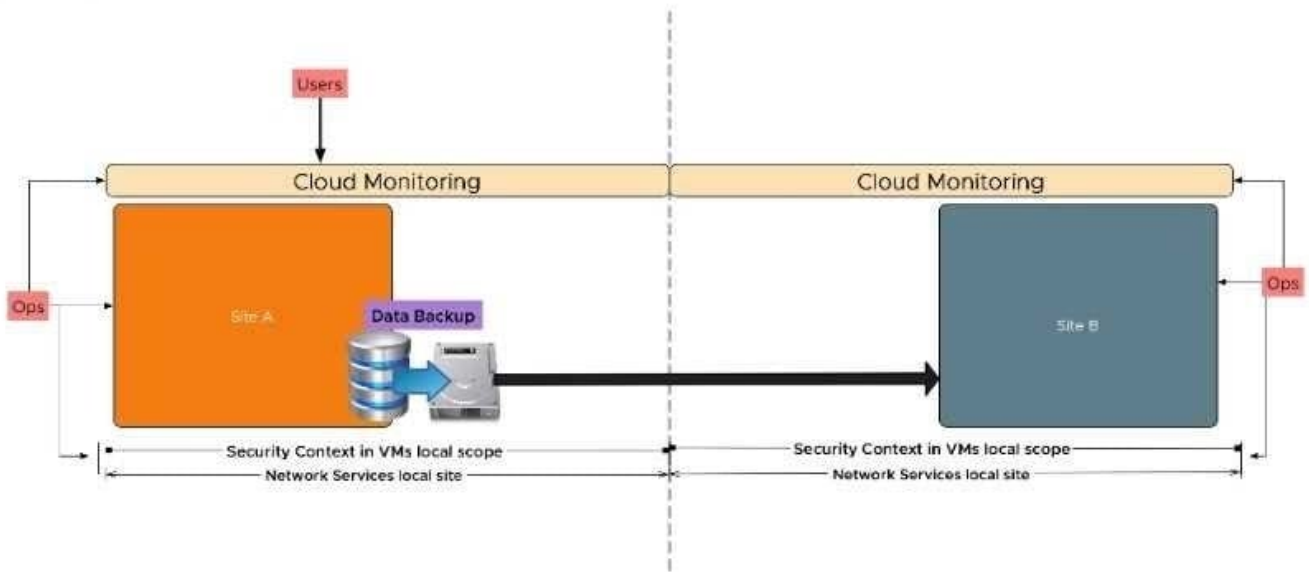 Users
Cloud Monitoring
Cloud Monitoring
Ops
Site A
Data Backup
Site B
Ops
Security Context in VMs local scope
Security Context in VMs local scope
Network Services local site
Network Services local site